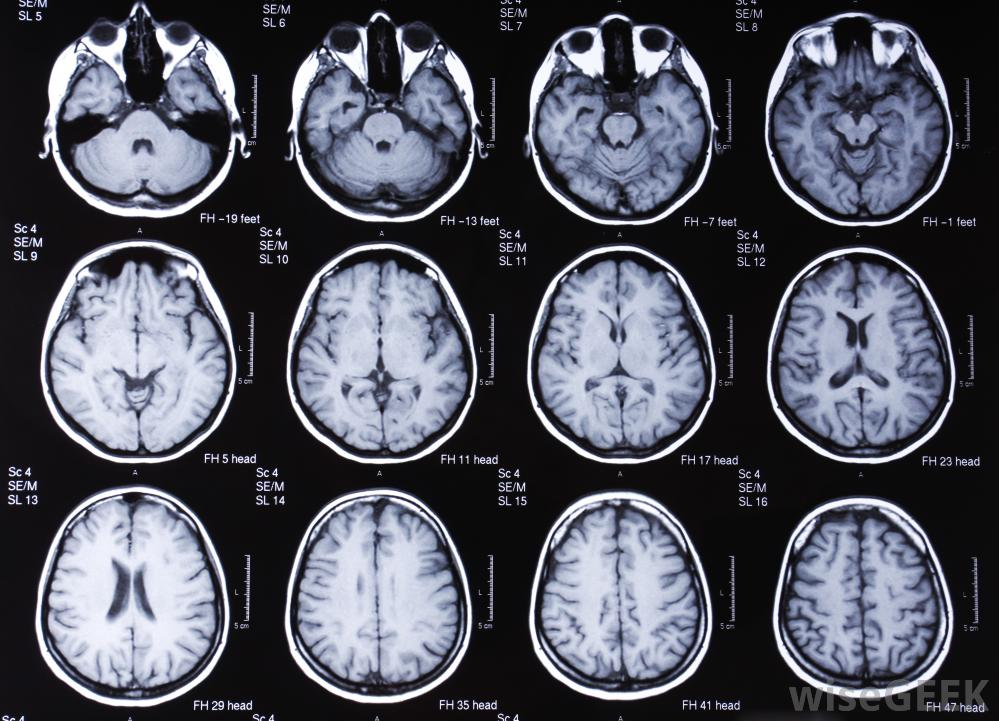 SE/M
SL 5
SE/M
SL 6
Sc 4
SE/M
SL 7
Sc 4
SE/M
SL 8
L
5 cm
L
5 cm
L
5 cm
FH -19 feet
FH -13 feet
FH -7 feet
FH -1 feet
Sc 4
SE/M
SL 9
A
Sc 4
SE/M
SL 10
A
Sc 4
SE/M
SL 11
A
Sc 4
SE/M
SL 12
A
L
5 cm
L
5 cm
L
5 cm
L
5 cm
FH 5 head
FH 11 head
FH 17 head
FH 23 head
Sc 4
SE/M
SL 13
A
Sc 4
SE/M
SL 14
A
Sc 4
SE/M
SL 15
A
Sc 4
SE/M
SL 16
A
L
5 cm
L
5 cm
L
5 cm
L
5 cm
FH 29 head
FH 35 head
FH 41 head
FH 47 head
wiseGEEK
Sc 4
Sc 4
Sc 4